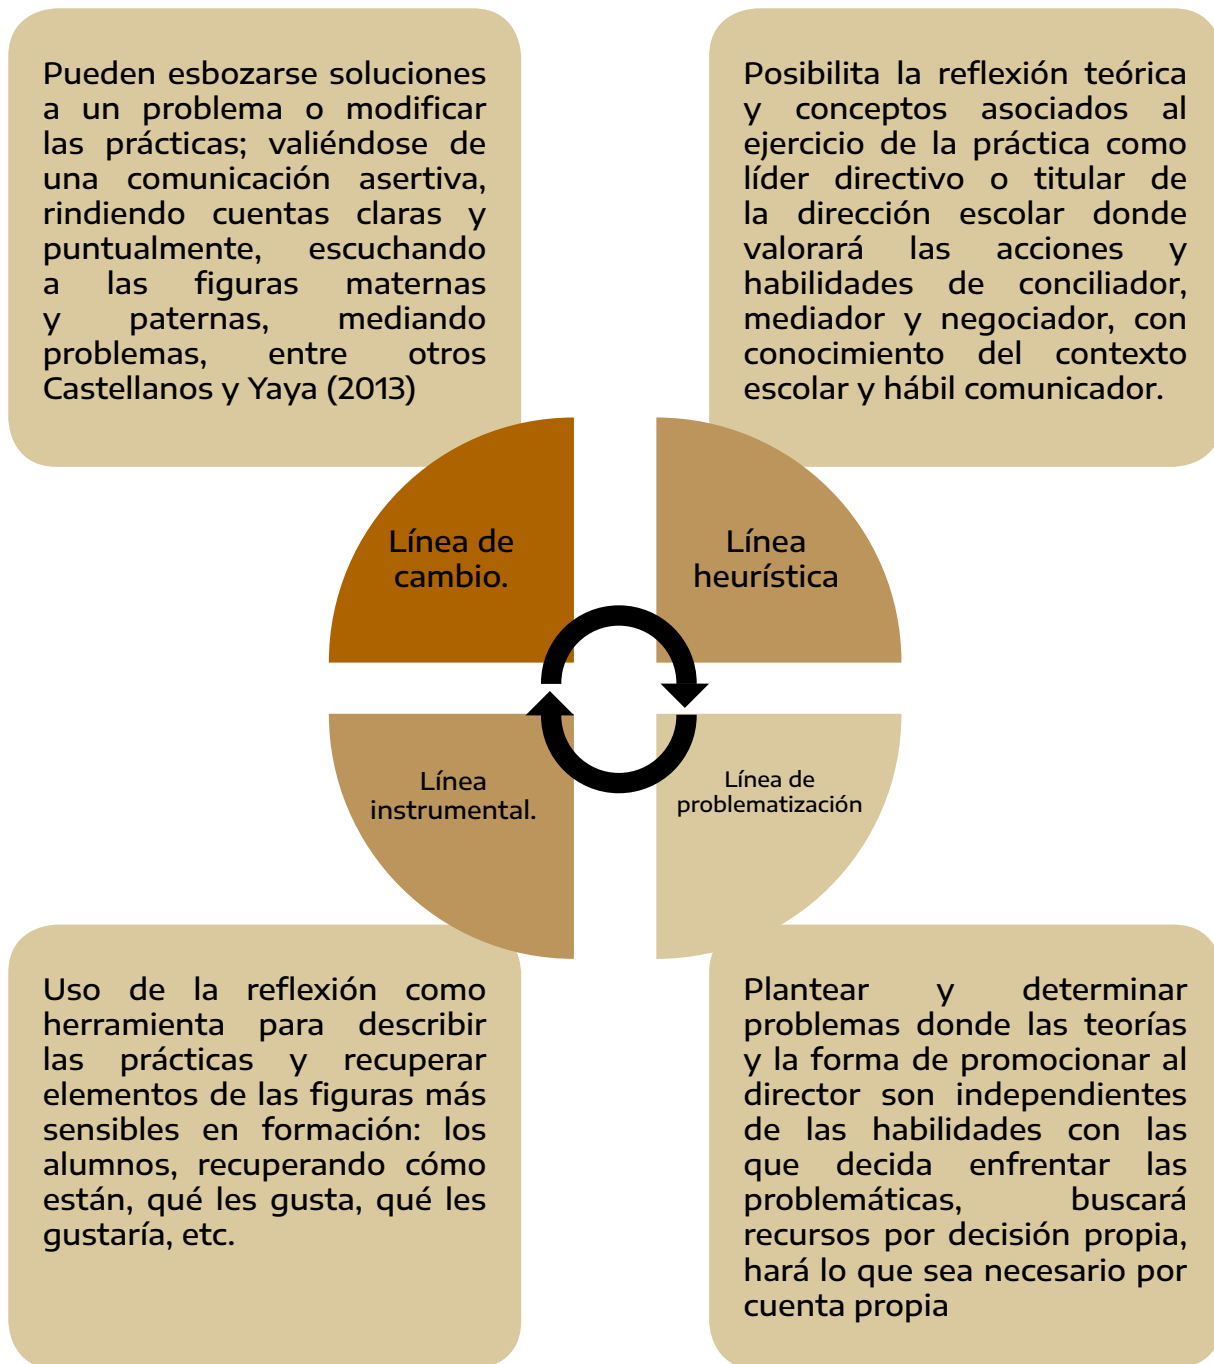 Pueden esbozarse soluciones
a un problema o modificar
las prácticas; valiéndose de
una comunicación asertiva,
rindiendo cuentas claras y
puntualmente, escuchando
a las figuras maternas
y paternas, mediando
problemas, entre otros
Castellanos y Yaya (2013)
Posibilita la reflexión teórica
y conceptos asociados al
ejercicio de la práctica como
líder directivo o titular de
la dirección escolar donde
valorará las acciones y
habilidades de conciliador,
mediador y negociador, con
conocimiento del contexto
escolar y hábil comunicador.
Línea de
cambio.
Línea
heurística
Línea
instrumental.
Línea de
problematización
Uso de la reflexión como
herramienta para describir
las prácticas y recuperar
elementos de las figuras más
sensibles en formación: los
alumnos, recuperando cómo
están, qué les gusta, qué les
gustaría, etc.
Plantear y determinar
problemas donde las teorías
y la forma de promocionar al
director son independientes
de las habilidades con las
que decida enfrentar las
problemáticas, buscará
recursos por decisión propia,
hará lo que sea necesario por
cuenta propia